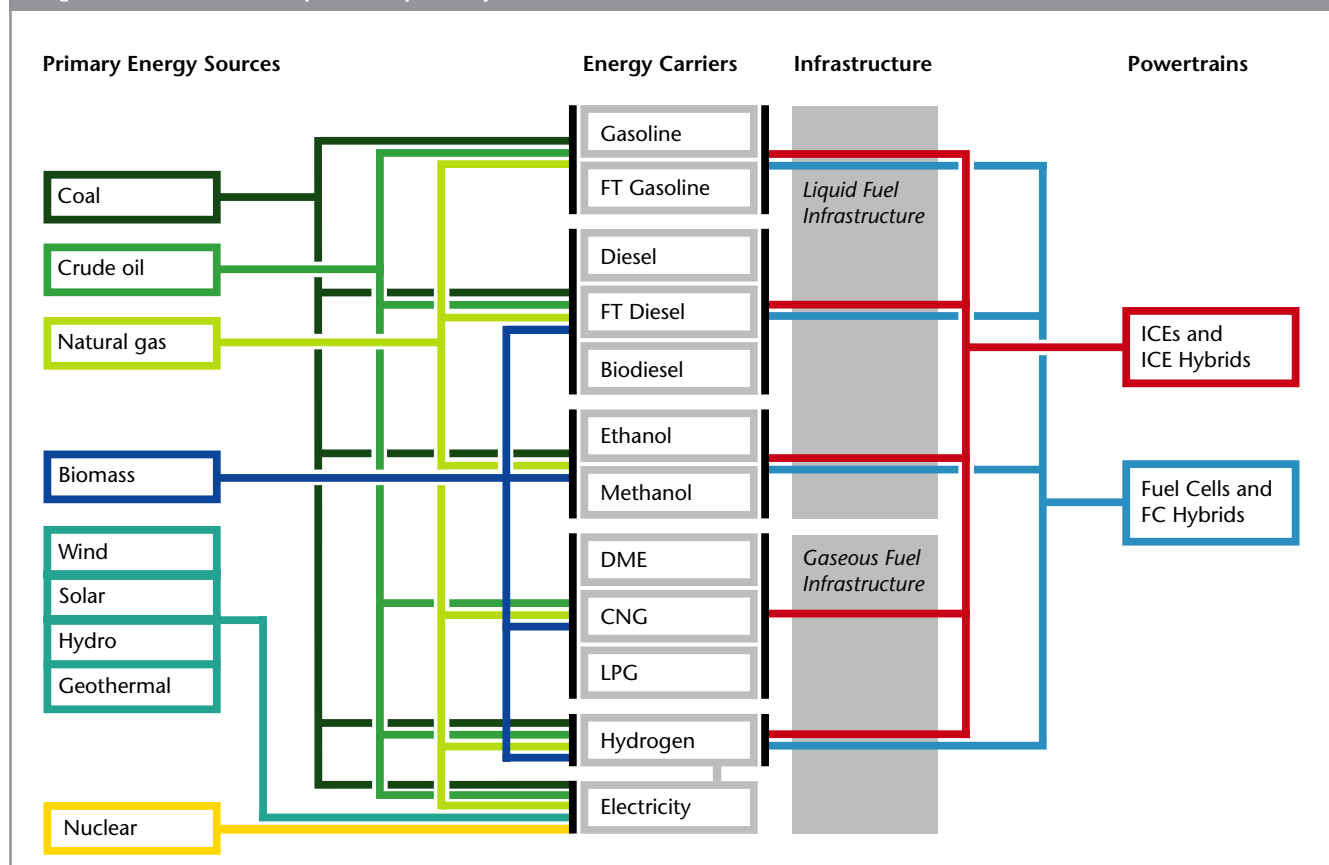 Primary Energy Sources
Energy Carriers
Infrastructure
Powertrains
Coal
Crude oil
Natural gas
Biomass
Wind
Solar
Hydro
Geothermal
Nuclear
Gasoline
FT Gasoline
Diesel
FT Diesel
Biodiesel
Ethanol
Methanol
DME
CNG
LPG
Hydrogen
Electricity
Liquid Fuel
Infrastructure
Gaseous Fuel
Infrastructure
ICEs and
ICE Hybrids
Fuel Cells and
FC Hybrids